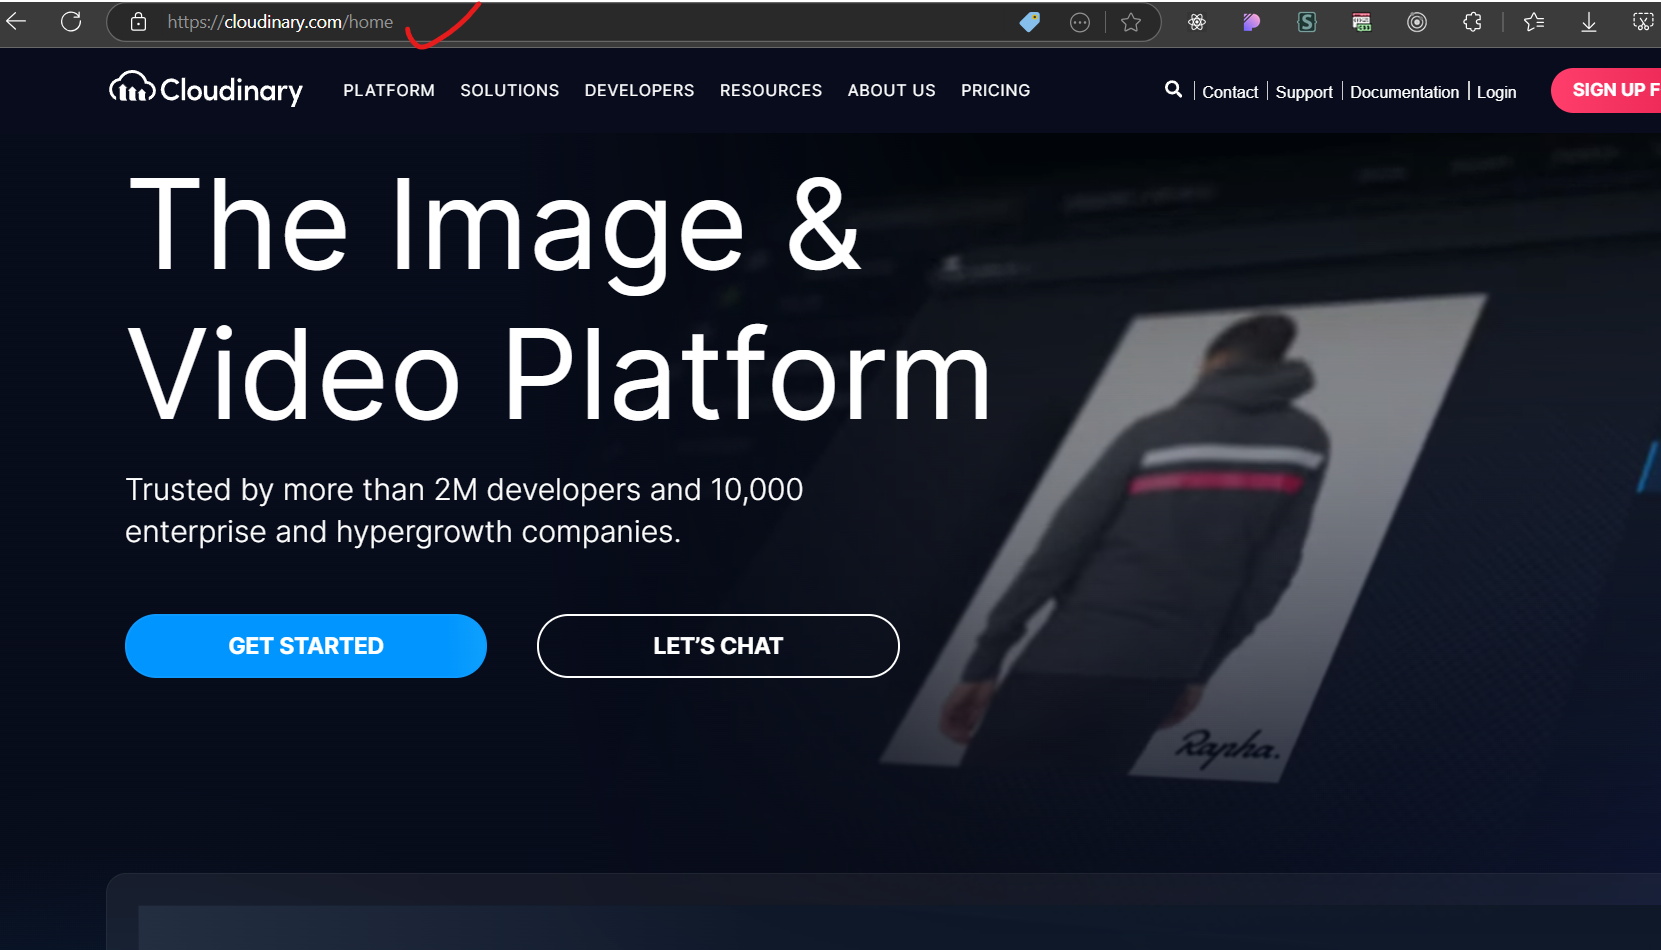 https://cloudinary.com/home
Cloudinary PLATFORM SOLUTIONS DEVELOPERS RESOURCES ABOUT US PRICING Contact Support Documentation Login SIGN UP F
The Image &
Video Platform
Trusted by more than 2M developers and 10,000
enterprise and hypergrowth companies.
GET STARTED LET’S CHAT
Rapha.